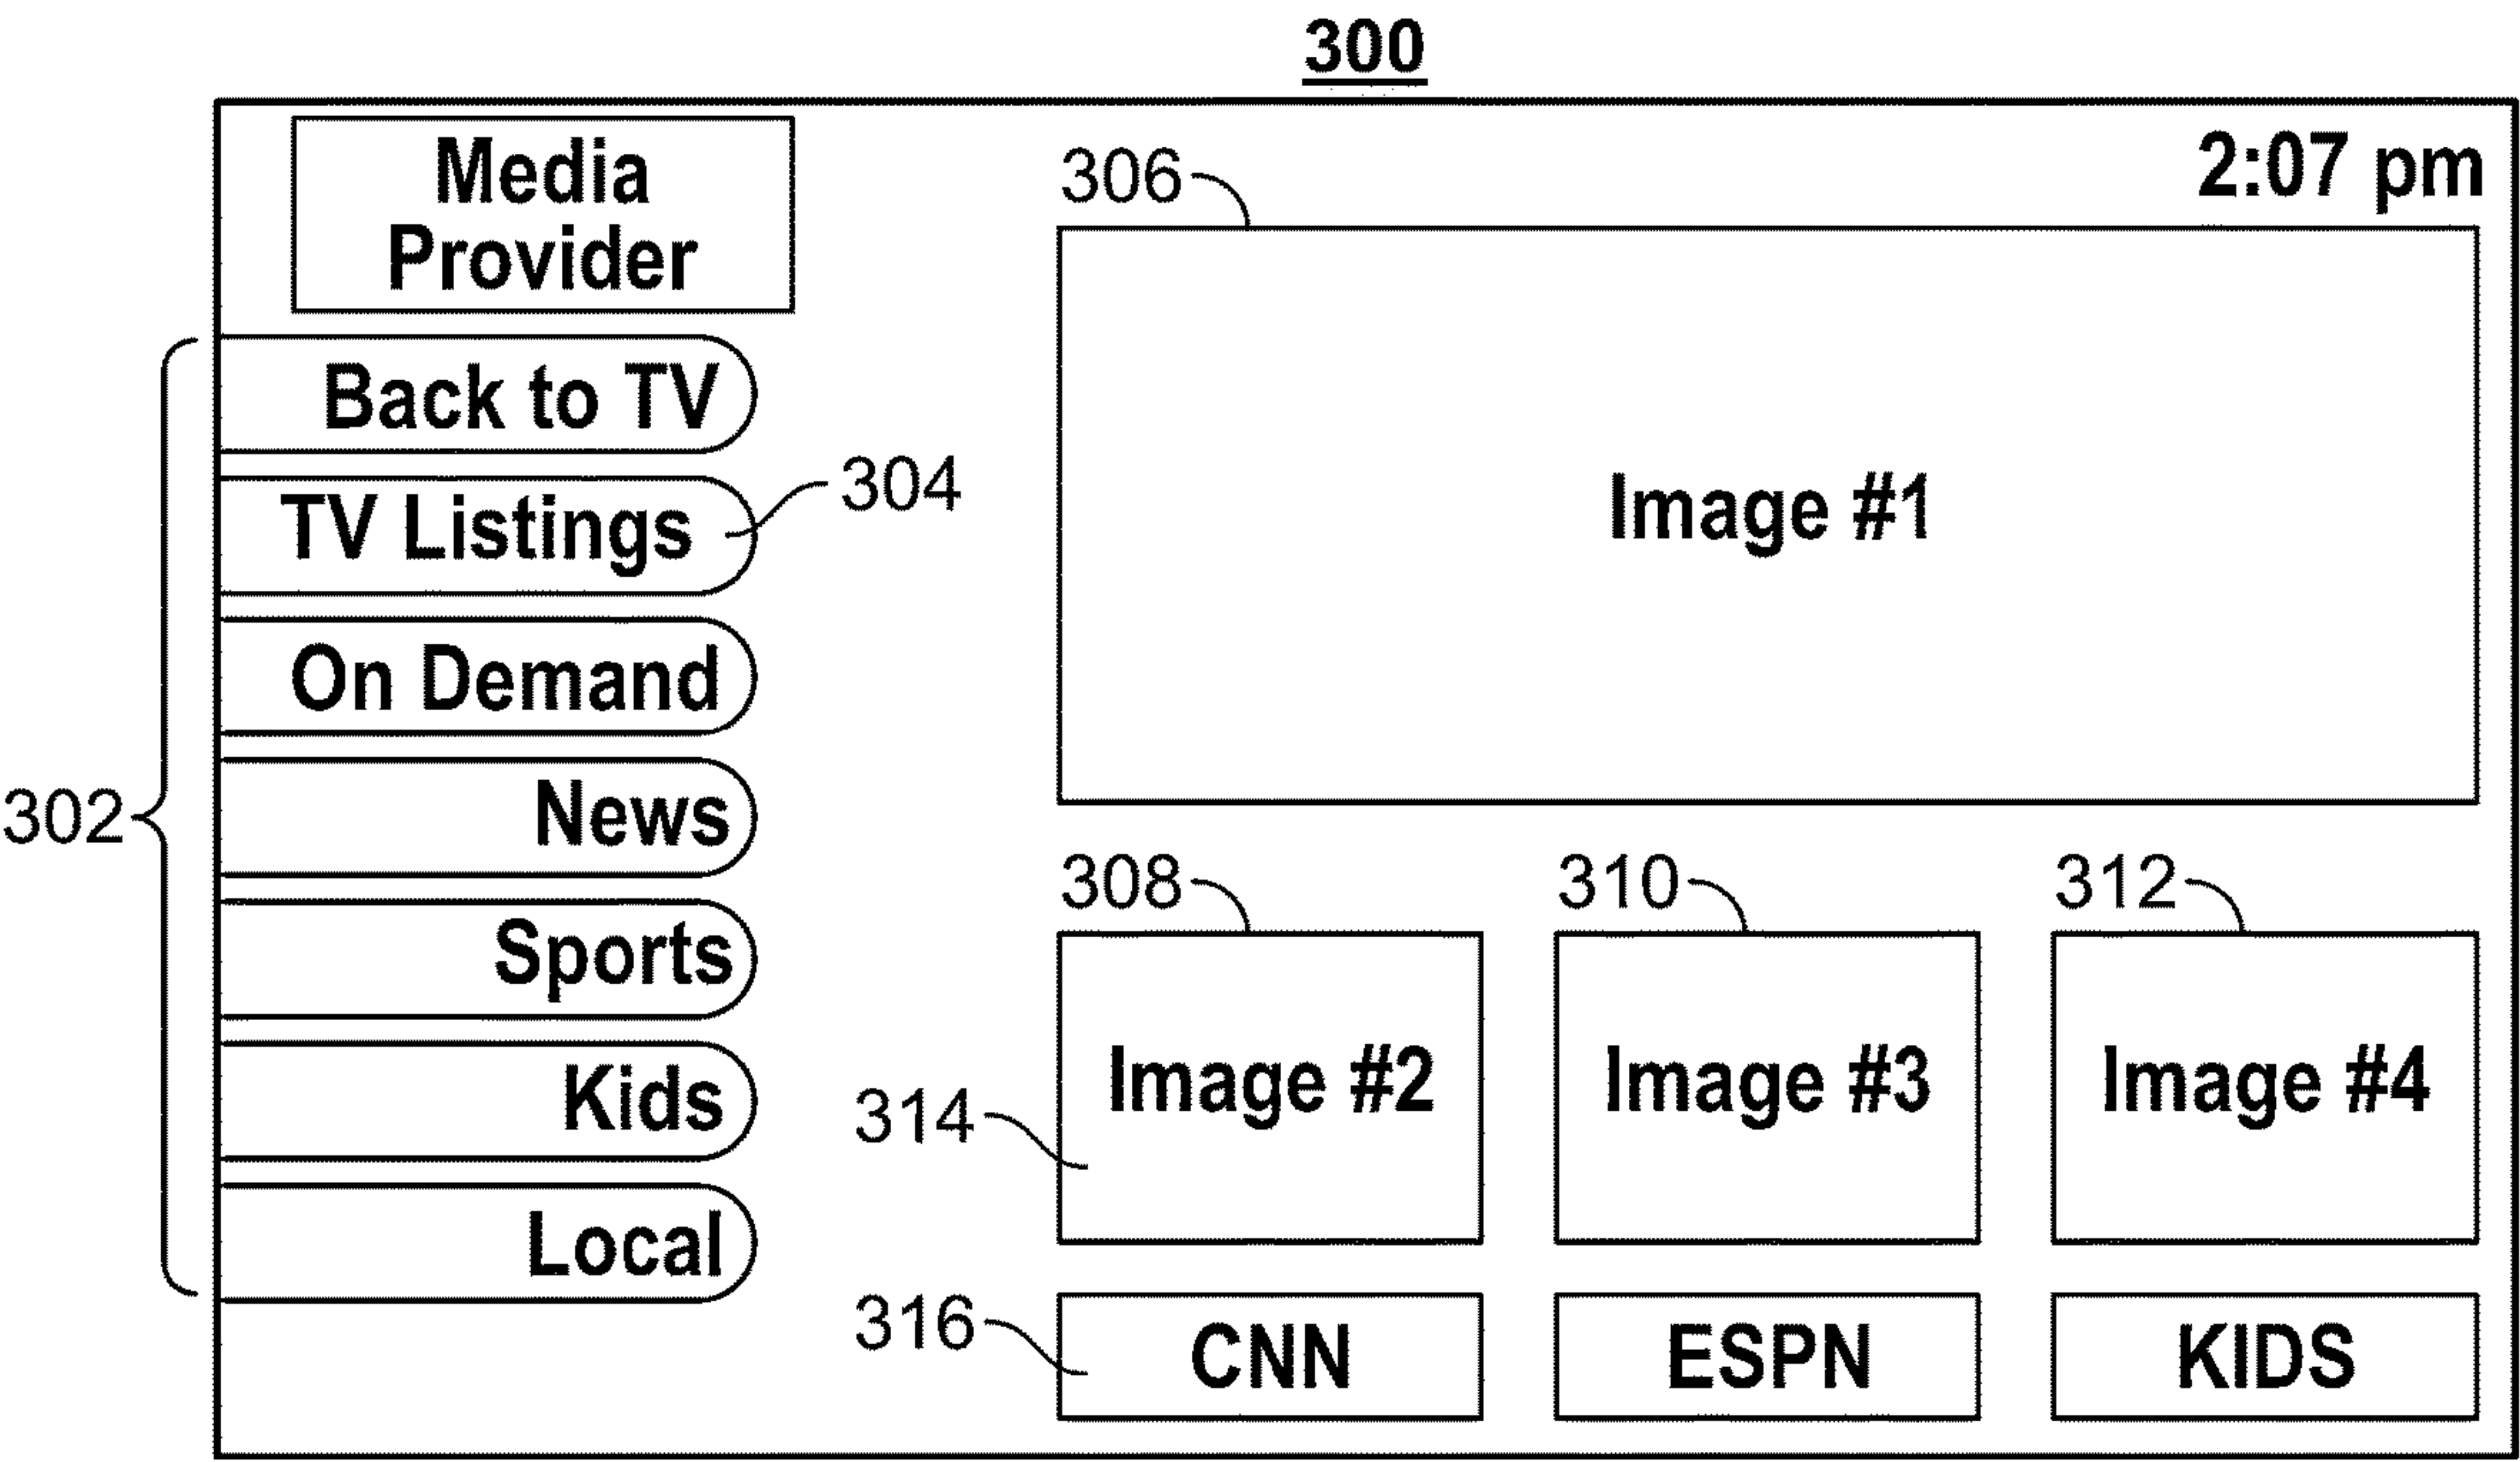 300
Media
Provider
2:07 pm
306
Back to TV
304
TV Listings
Image #1
On Demand
302
News
308
310
312
Sports
Image #2
Image #3
Image #4
314
Kids
Local
316
CNN
ESPN
KIDS